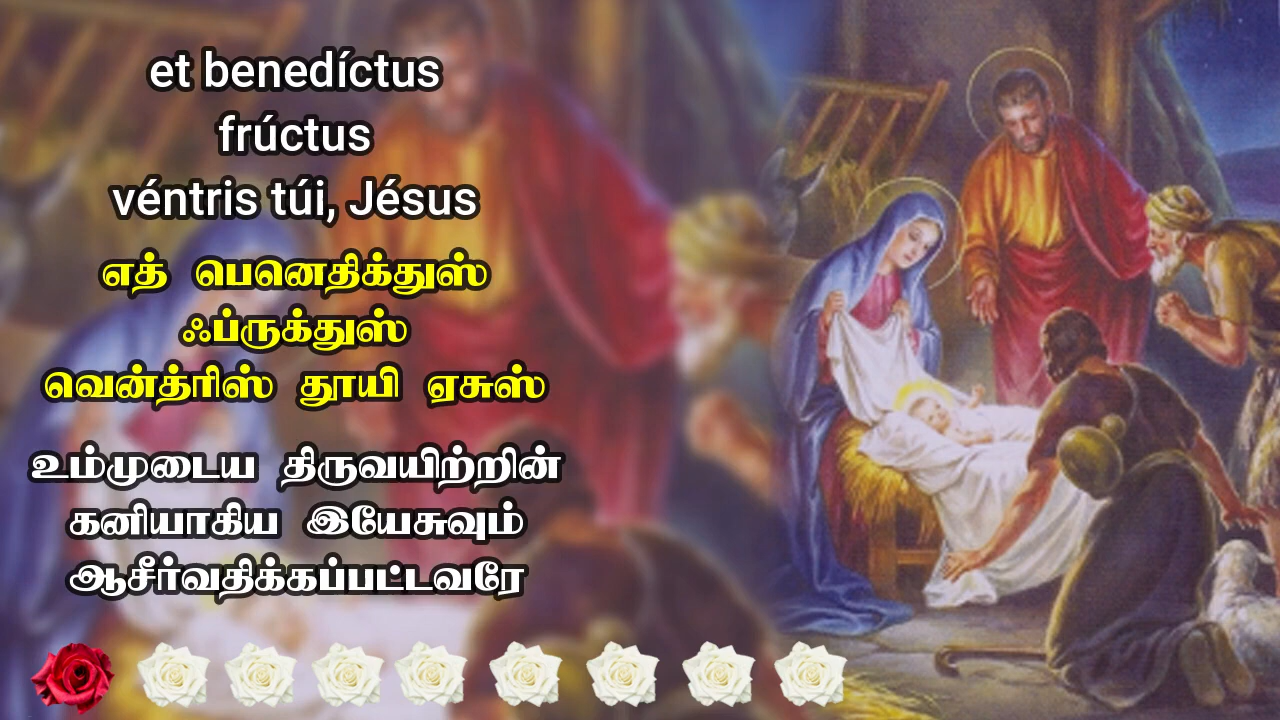 et benedíctus
frúctus
véntris túi, Jésus
எத் பெனெதிக்துஸ்
ஃப்ருக்துஸ்
வென்த்ரிஸ் தூயி ஏசுஸ்
உம்முடைய திருவயிற்றின்
கனியாகிய இயேசுவும்
ஆசீர்வதிக்கப்பட்டவரே